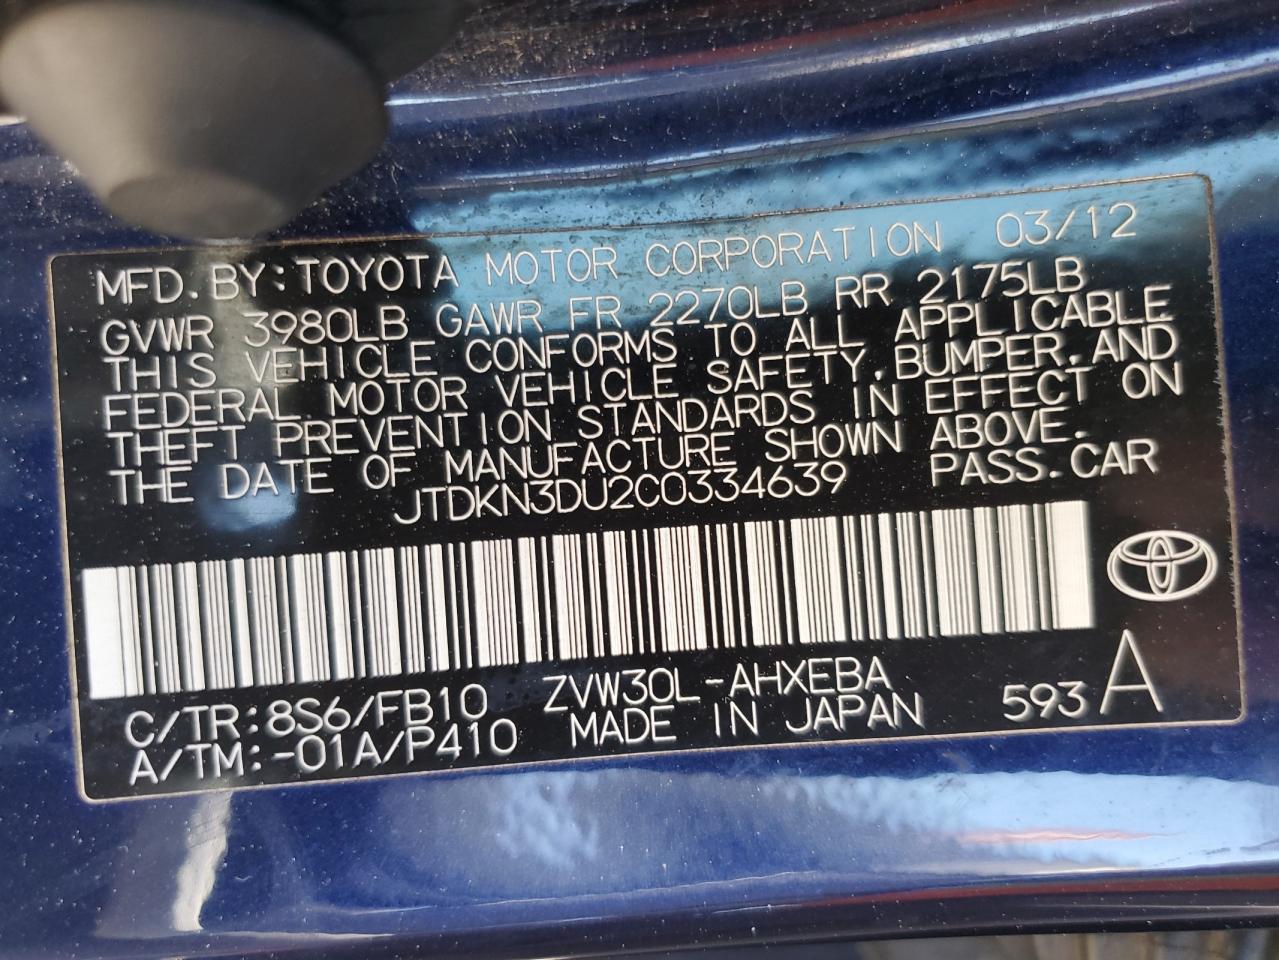 MFD. BY: TOYOTA MOTOR CORPORATION 03/12
GVWR 3980LB GAWR FR 2270LB RR 2175LB
THIS VEHICLE CONFORMS TO ALL APPLICABLE
FEDERAL MOTOR VEHICLE SAFETY, BUMPER, AND
THEFT PREVENTION STANDARDS IN EFFECT ON
THE DATE OF MANUFACTURE SHOWN ABOVE.
JTDKN3DU2C0334639 PASS. CAR
C/TR: 8S6/FB10 ZVW30L-AHXEBA
A/TM: -01A/P410 MADE IN JAPAN 593 A